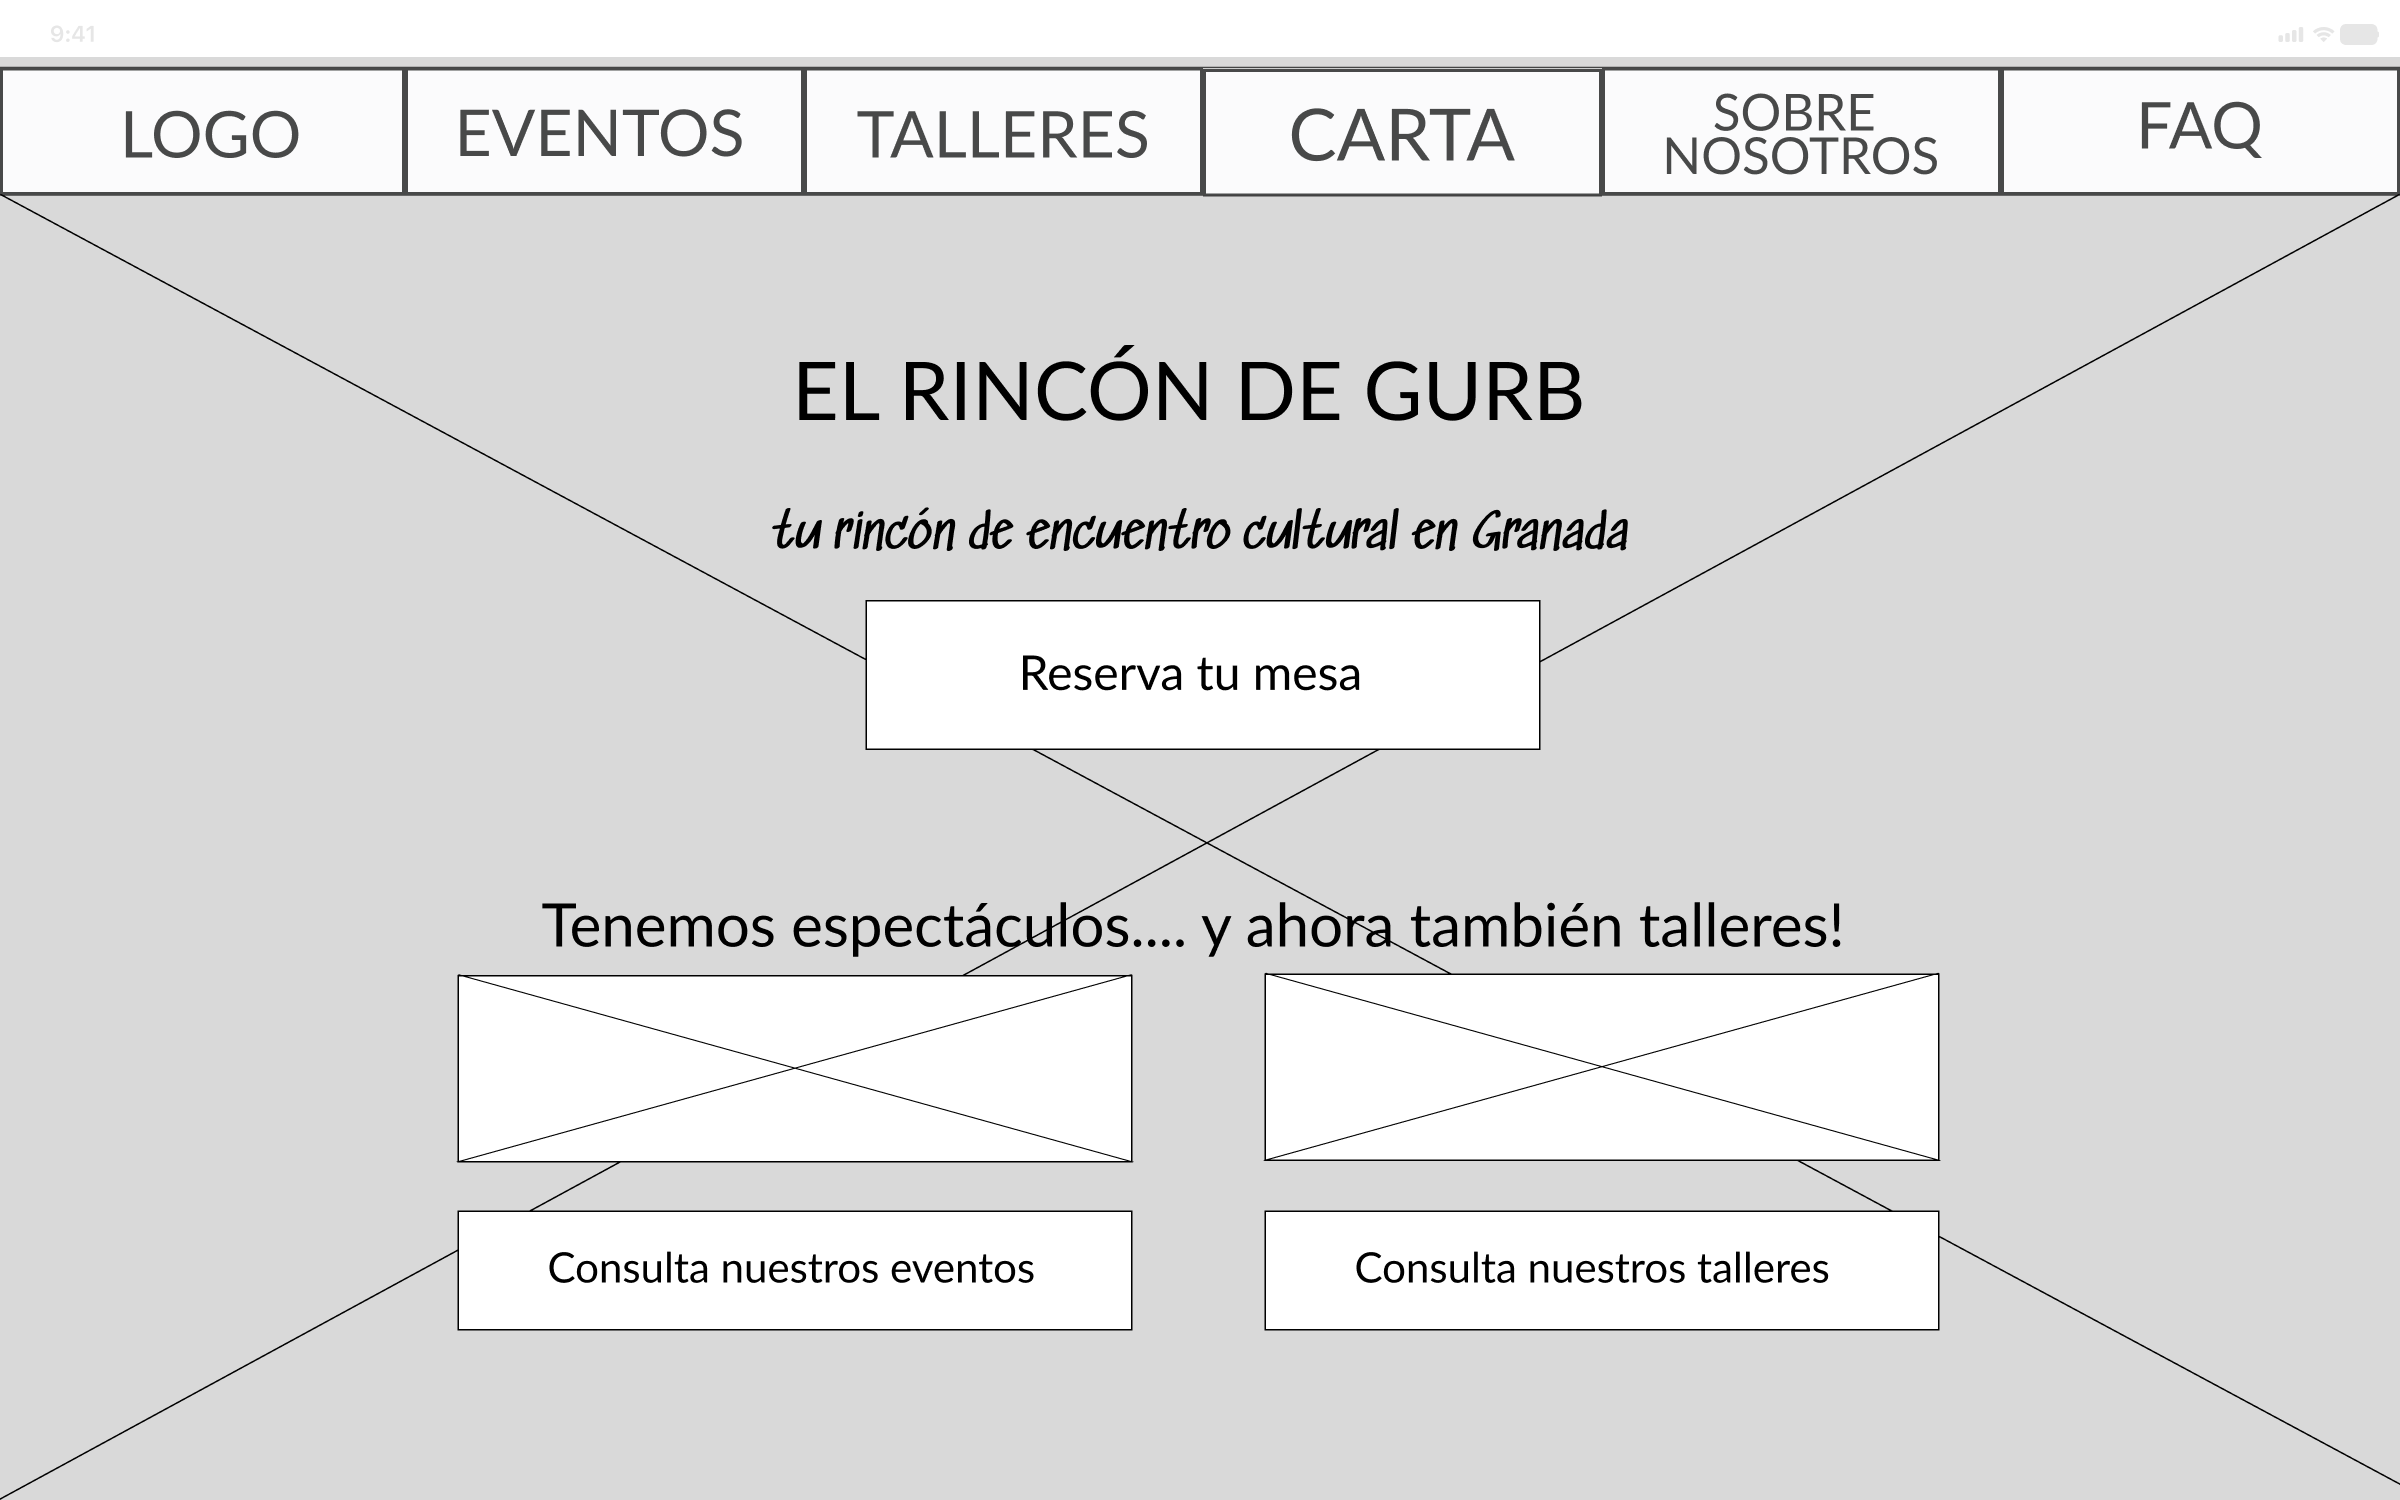 9:41
LOGO
EVENTOS
TALLERES
CARTA
SOBRE
NOSOTROS
FAQ
EL RINCÓN DE GURB
tu rincón de encuentro cultural en Granada
Reserva tu mesa
Tenemos espectáculos.... y ahora también talleres!
Consulta nuestros eventos
Consulta nuestros talleres